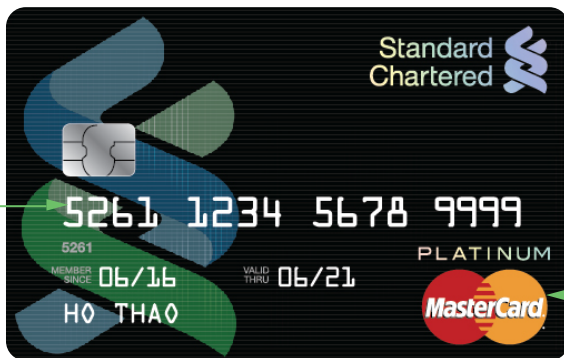 Standard
Chartered
5261 1234 5678 9999
5261
PLATINUM
MEMBER SINCE 06/16 VALID THRU 06/21
HO THAO
MasterCard